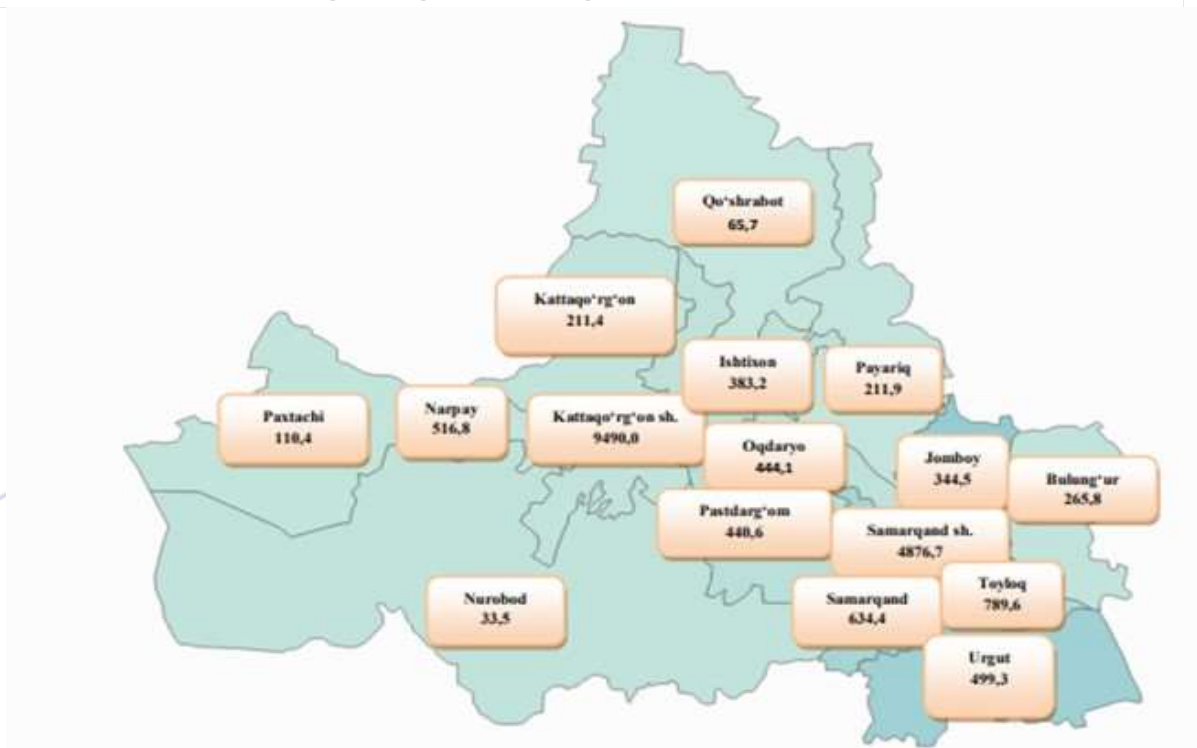 Qo‘shrabot
65,7
Kattaqo‘rg‘on
211,4
Ishtixon
383,2
Payariq
211,9
Paxtachi
110,4
Narpay
516,8
Kattaqo‘rg‘on sh.
9490,0
Oqdaryo
444,1
Jomboy
344,5
Bulung‘ur
265,8
Pastdarg‘om
440,6
Samarqand sh.
4876,7
Nurobod
33,5
Samarqand
634,4
Toyloq
789,6
Urgut
499,3